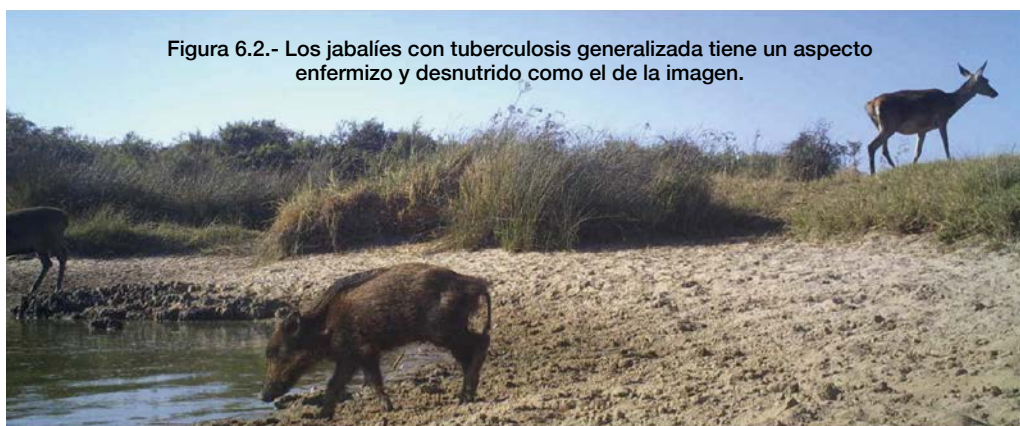 Figura 6.2.- Los jabalíes con tuberculosis generalizada tiene un aspecto
enfermizo y desnutrido como el de la imagen.